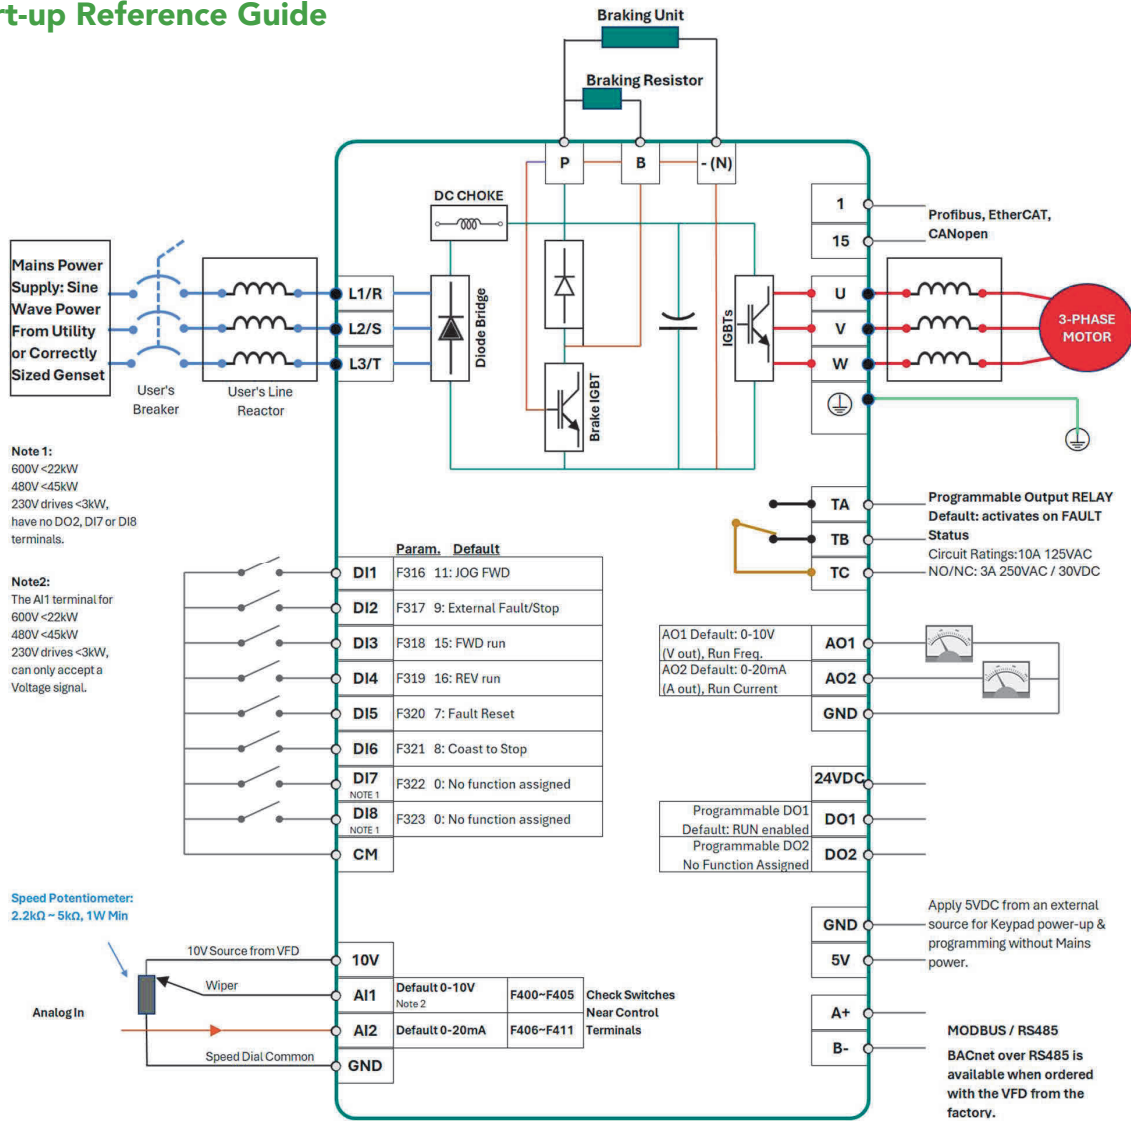 rt-up Reference Guide
Braking Unit
Braking Resistor
P
B
- (N)
DC CHOKE
1
15
Profibus, EtherCAT,
CANopen
Mains Power
Supply: Sine
Wave Power
From Utility
or Correctly
Sized Genset
User's
Breaker
User's Line
Reactor
L1/R
L2/S
L3/T
Diode Bridge
Brake IGBT
IGBTs
U
V
W
3-PHASE
MOTOR
Note 1:
600V <22kW
480V <45kW
230V drives <3kW,
have no DO2, DI7 or DI8
terminals.
Note2:
The AI1 terminal for
600V <22kW
480V <45kW
230V drives <3kW,
can only accept a
Voltage signal.
TA
TB
TC
Programmable Output RELAY
Default: activates on FAULT
Status
Circuit Ratings:10A 125VAC
NO/NC: 3A 250VAC / 30VDC
Param. Default
DI1 F316 11: JOG FWD
DI2 F317 9: External Fault/Stop
DI3 F318 15: FWD run
DI4 F319 16: REV run
DI5 F320 7: Fault Reset
DI6 F321 8: Coast to Stop
DI7 F322 0: No function assigned
NOTE 1
DI8 F323 0: No function assigned
NOTE 1
CM
AO1 Default: 0-10V
(V out), Run Freq.
AO1
AO2 Default: 0-20mA
(A out), Run Current
AO2
GND
24VDC
Programmable DO1
Default: RUN enabled
DO1
Programmable DO2
No Function Assigned
DO2
Speed Potentiometer:
2.2kΩ ~ 5kΩ, 1W Min
10V Source from VFD
Wiper
Analog In
Speed Dial Common
10V
AI1
Default 0-10V
Note 2
F400~F405
AI2
Default 0-20mA
F406~F411
GND
Check Switches
Near Control
Terminals
GND
5V
Apply 5VDC from an external
source for Keypad power-up &
programming without Mains
power.
A+
B-
MODBUS / RS485
BACnet over RS485 is
available when ordered
with the VFD from the
factory.